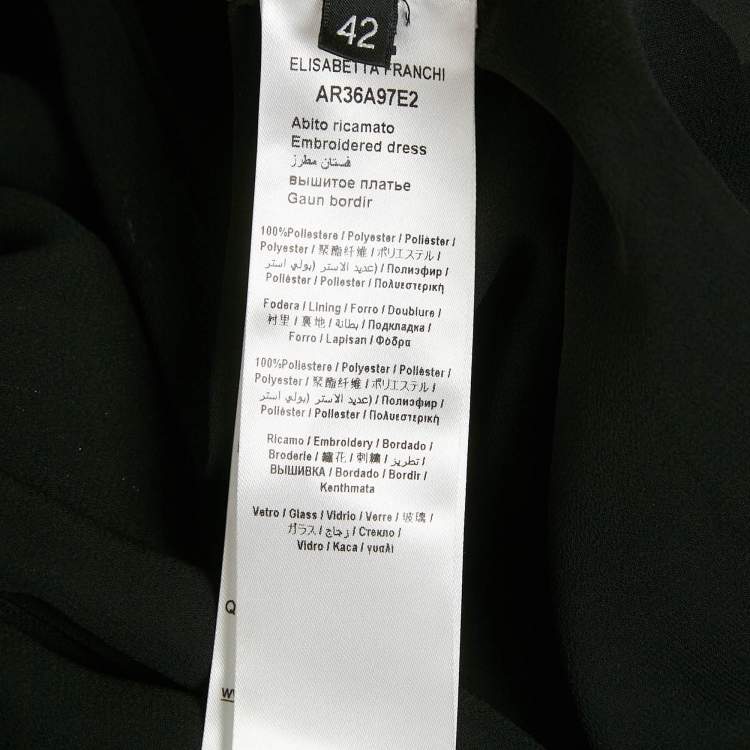 42
ELISABETTA FRANCHI
AR36A97E2
Abito ricamato
Embroidered dress
فستان مطرز
вышитое платье
Gaun bordir
100%Poliestere / Polyester / Poliéster /
Polyester / 聚酯纤维 / ポリエステル /
عديد الاستر (بولي استر) / Полиэфир /
Poliéster / Poliester / Πολυεστερική
Fodera / Lining / Forro / Doublure /
衬里 / 裏地 / بطانة / Подкладка /
Forro / Lapisan / Φόδρα
100%Poliestere / Polyester / Poliéster /
Polyester / 聚酯纤维 / ポリエステル /
عديد الاستر (بولي استر) / Полиэфир /
Poliéster / Poliester / Πολυεστερική
Ricamo / Embroidery / Bordado /
Broderie / 繡花 / 刺繍 / تطريز /
ВЫШИВКА / Bordado / Bordir /
Kenthmata
Vetro / Glass / Vidrio / Verre / 玻璃 /
ガラス / زجاج / Стекло /
Vidro / Kaca / γυαλί
Q